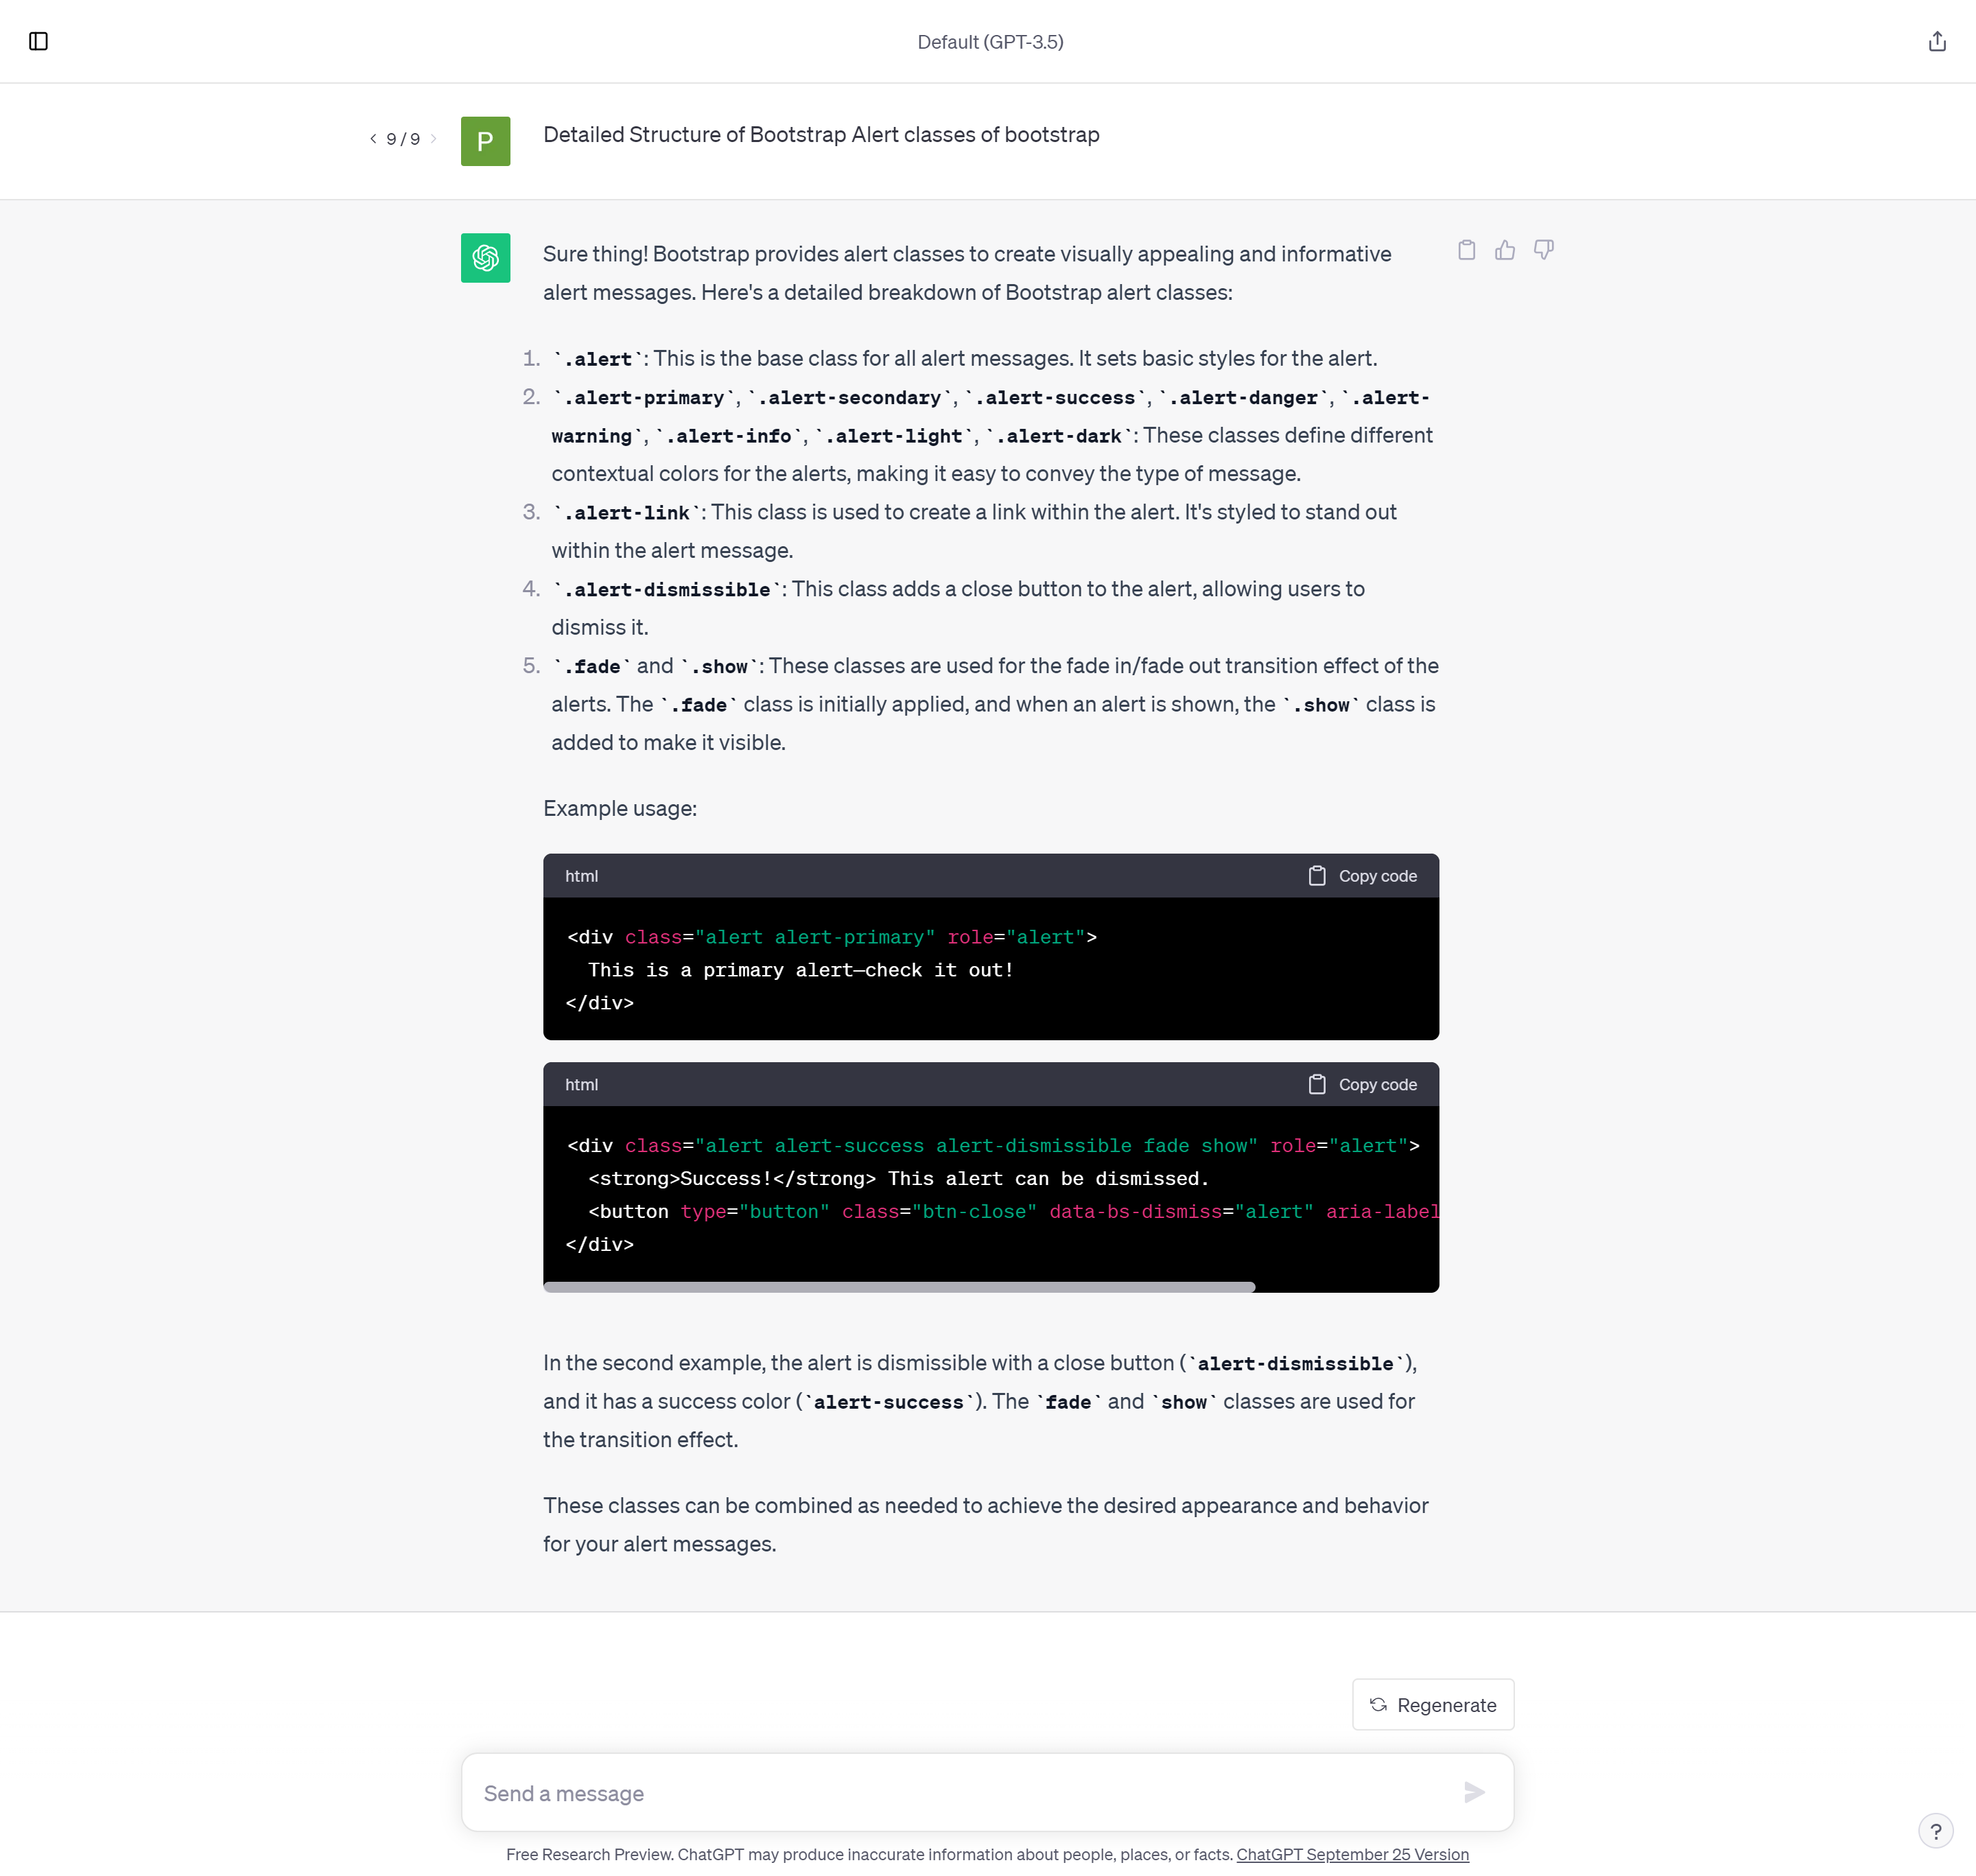 Default (GPT-3.5)
9 / 9
P
Detailed Structure of Bootstrap Alert classes of bootstrap
Sure thing! Bootstrap provides alert classes to create visually appealing and informative
alert messages. Here's a detailed breakdown of Bootstrap alert classes:
1. `.alert`: This is the base class for all alert messages. It sets basic styles for the alert.
2. `.alert-primary`, `.alert-secondary`, `.alert-success`, `.alert-danger`, `.alert-
warning`, `.alert-info`, `.alert-light`, `.alert-dark`: These classes define different
contextual colors for the alerts, making it easy to convey the type of message.
3. `.alert-link`: This class is used to create a link within the alert. It's styled to stand out
within the alert message.
4. `.alert-dismissible`: This class adds a close button to the alert, allowing users to
dismiss it.
5. `.fade` and `.show`: These classes are used for the fade in/fade out transition effect of the
alerts. The `.fade` class is initially applied, and when an alert is shown, the `.show` class is
added to make it visible.
Example usage:
html
Copy code
<div class="alert alert-primary" role="alert">
  This is a primary alert—check it out!
</div>
html
Copy code
<div class="alert alert-success alert-dismissible fade show" role="alert">
  <strong>Success!</strong> This alert can be dismissed.
  <button type="button" class="btn-close" data-bs-dismiss="alert" aria-label
</div>
In the second example, the alert is dismissible with a close button (`alert-dismissible`),
and it has a success color (`alert-success`). The `fade` and `show` classes are used for
the transition effect.
These classes can be combined as needed to achieve the desired appearance and behavior
for your alert messages.
Regenerate
Send a message
?
Free Research Preview. ChatGPT may produce inaccurate information about people, places, or facts. ChatGPT September 25 Version